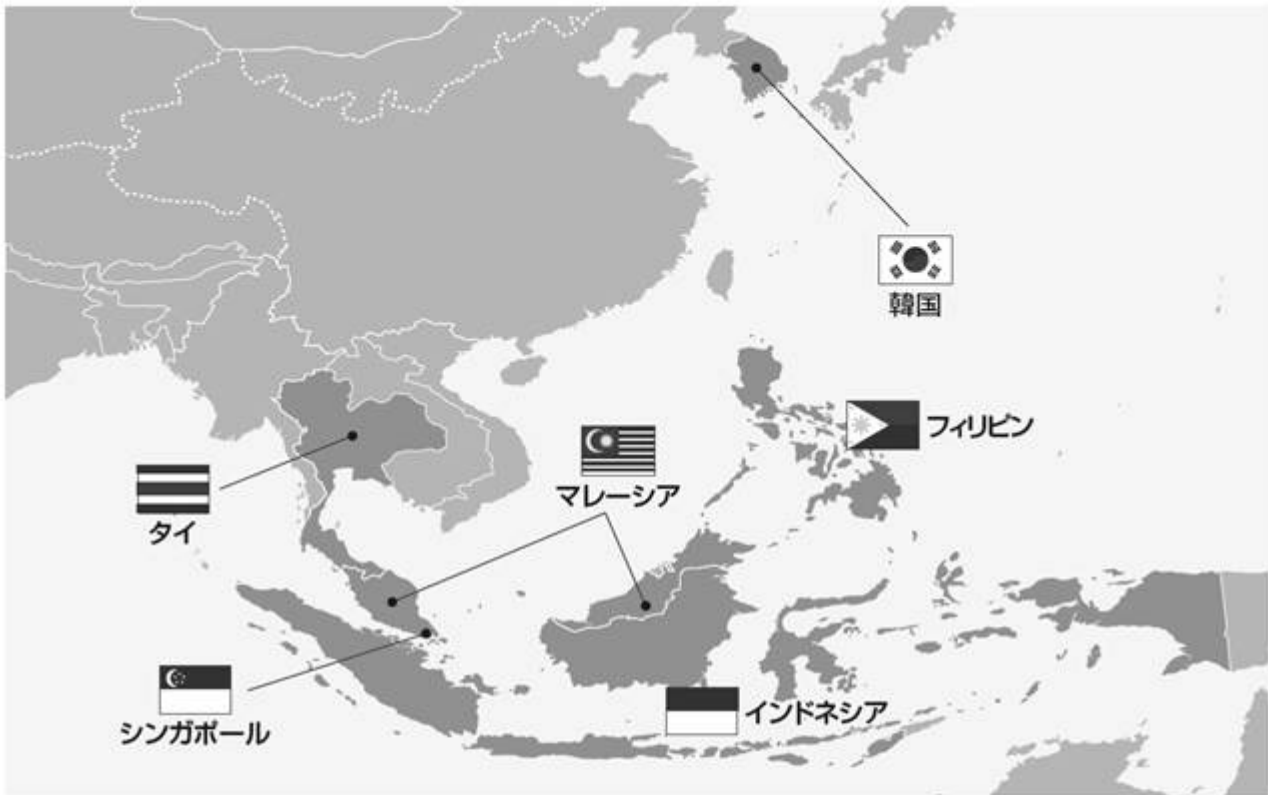 韓国
フィリピン
マレーシア
タイ
シンガポール
インドネシア